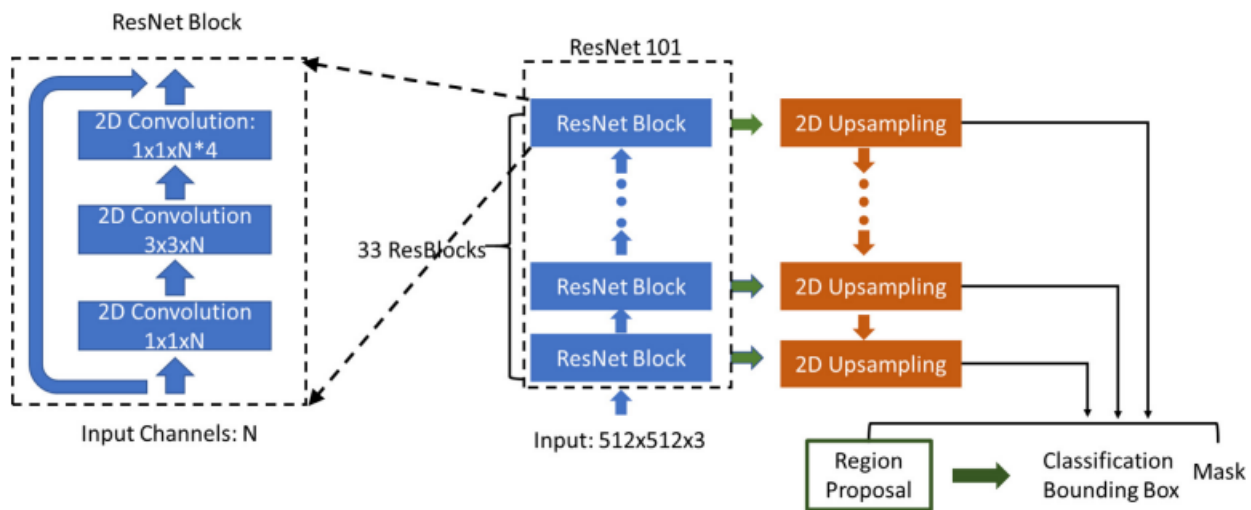 ResNet Block
2D Convolution:
1x1xN*4
2D Convolution
3x3xN
2D Convolution
1x1xN
Input Channels: N
ResNet 101
ResNet Block
33 ResBlocks
ResNet Block
ResNet Block
Input: 512x512x3
2D Upsampling
2D Upsampling
2D Upsampling
Region
Proposal
Classification
Bounding Box
Mask